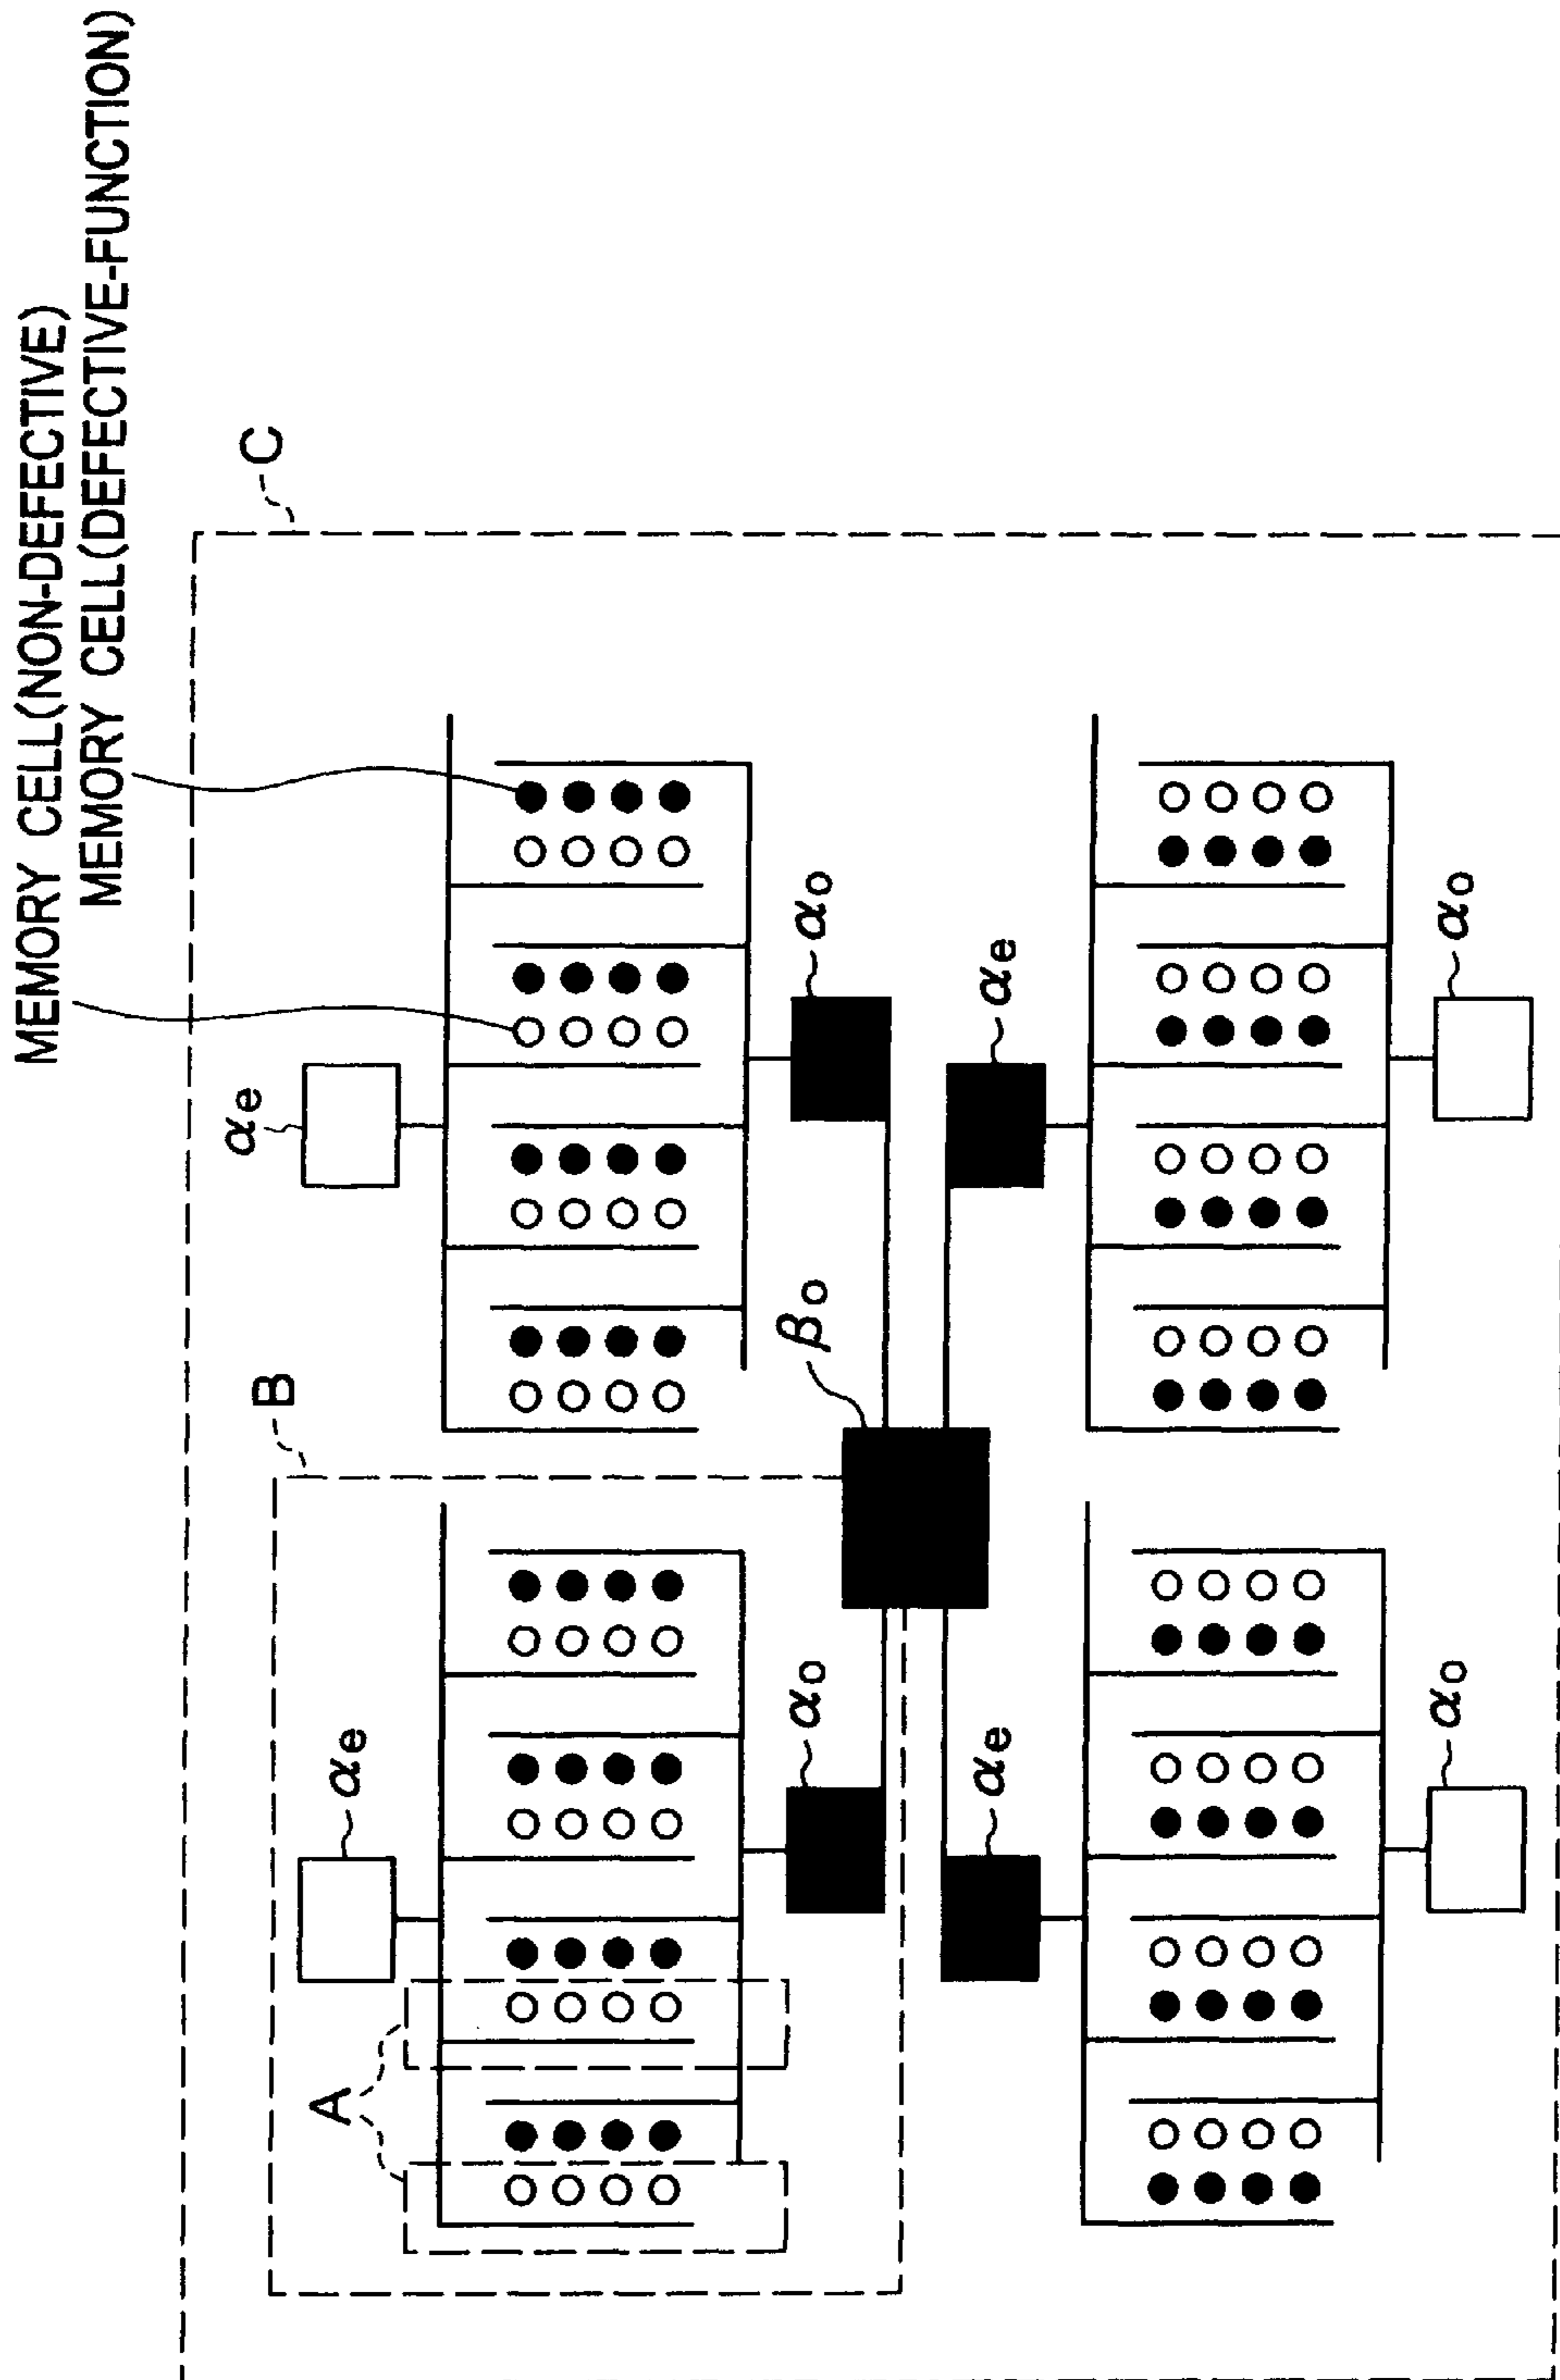 MEMORY CELL(NON-DEFECTIVE)
MEMORY CELL(DEFECTIVE-FUNCTION)
C
αe
αo
αe
αo
βo
B
αe
αo
αe
αo
A